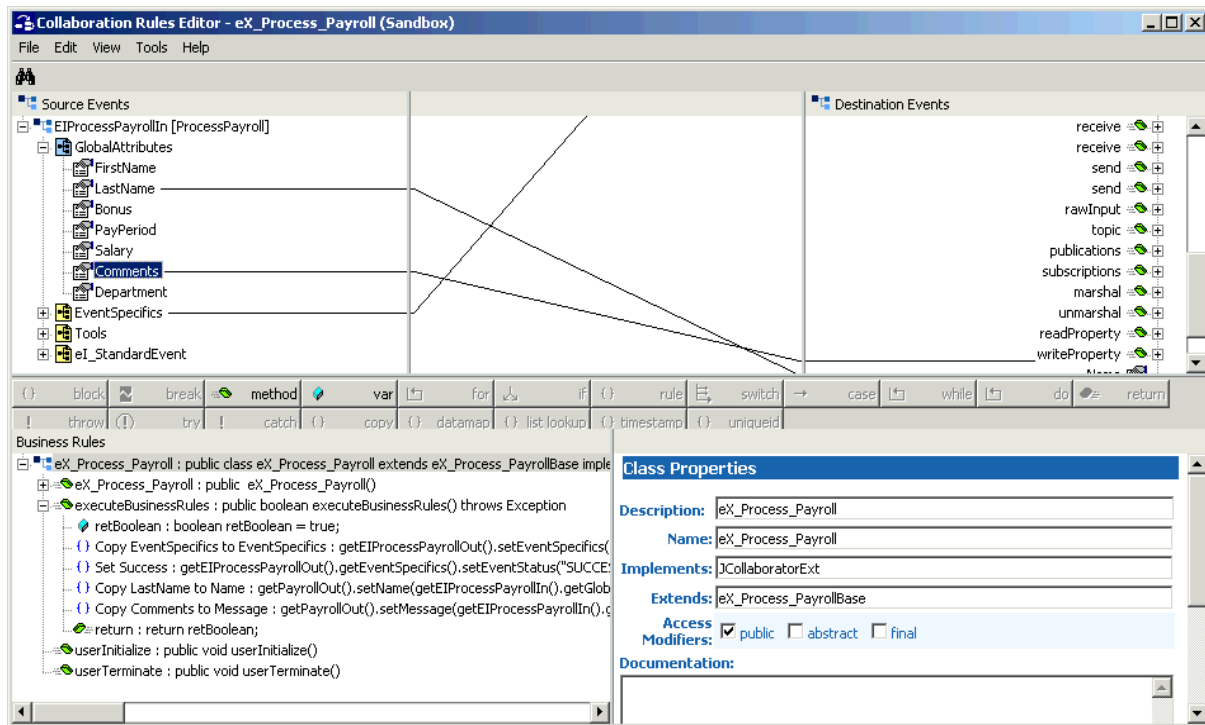 Collaboration Rules Editor - eX_Process_Payroll (Sandbox)
File Edit View Tools Help
Source Events
Destination Events
EIProcessPayrollIn [ProcessPayroll]
GlobalAttributes
FirstName
LastName
Bonus
PayPeriod
Salary
Comments
Department
EventSpecifics
Tools
eI_StandardEvent
receive
receive
send
send
rawInput
topic
publications
subscriptions
marshal
unmarshal
readProperty
writeProperty
Name
{} block break method var for if {} rule switch case while do return
throw try catch {} copy {} datamap {} list lookup {} timestamp {} uniqueid
Business Rules
eX_Process_Payroll : public class eX_Process_Payroll extends eX_Process_PayrollBase imple
eX_Process_Payroll : public eX_Process_Payroll()
executeBusinessRules : public boolean executeBusinessRules() throws Exception
retBoolean : boolean retBoolean = true;
{} Copy EventSpecifics to EventSpecifics : getEIProcessPayrollOut().setEventSpecifics(
{} Set Success : getEIProcessPayrollOut().getEventSpecifics().setEventStatus("SUCCES
{} Copy LastName to Name : getPayrollOut().setName(getEIProcessPayrollIn().getGlob
{} Copy Comments to Message : getPayrollOut().setMessage(getEIProcessPayrollIn().g
return : return retBoolean;
userInitialize : public void userInitialize()
userTerminate : public void userTerminate()
Class Properties
Description: eX_Process_Payroll
Name: eX_Process_Payroll
Implements: JCollaboratorExt
Extends: eX_Process_PayrollBase
Access Modifiers: public abstract final
Documentation: